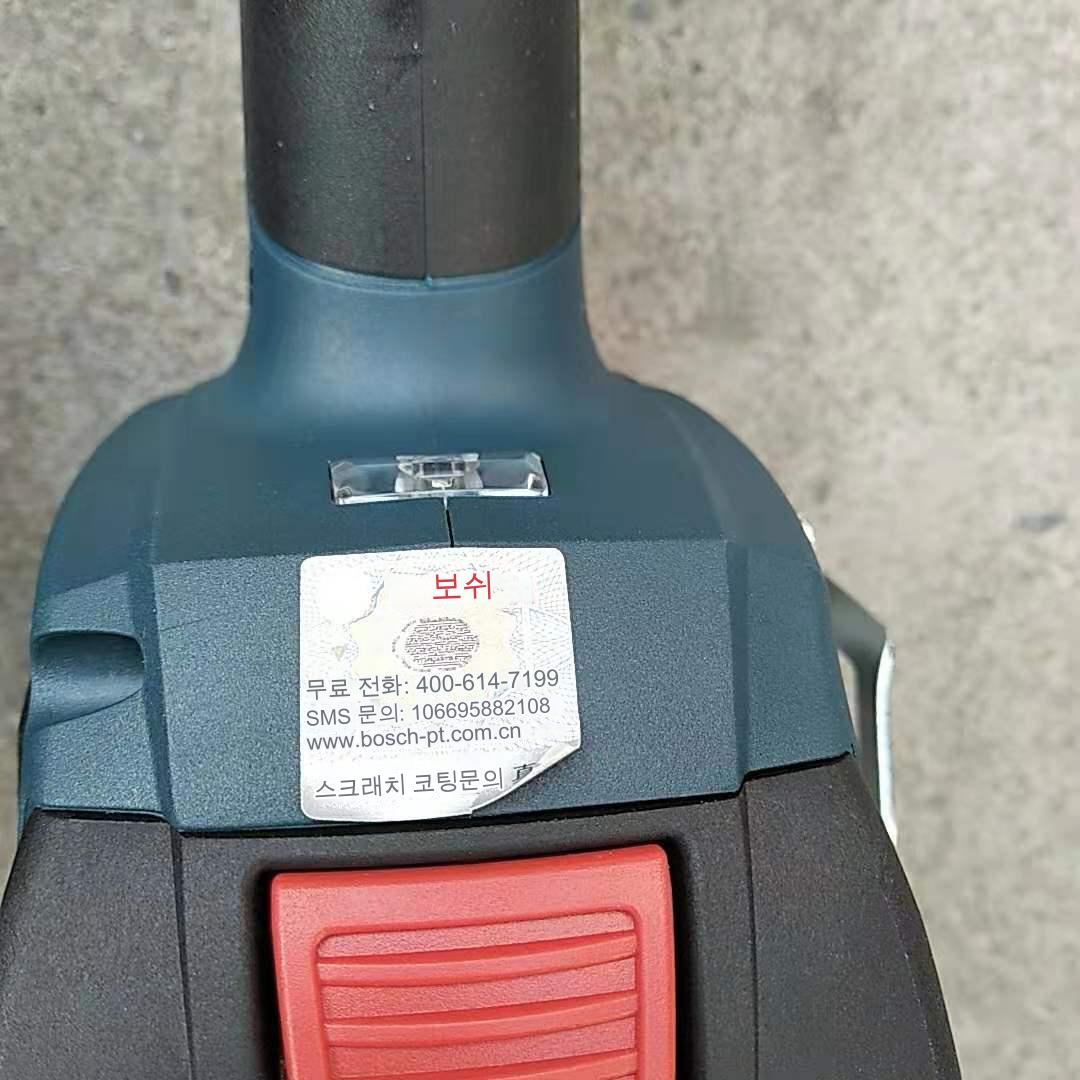 보쉬
무료 전화: 400-614-7199
SMS 문의: 106695882108
www.bosch-pt.com.cn
스크래치 코팅문의